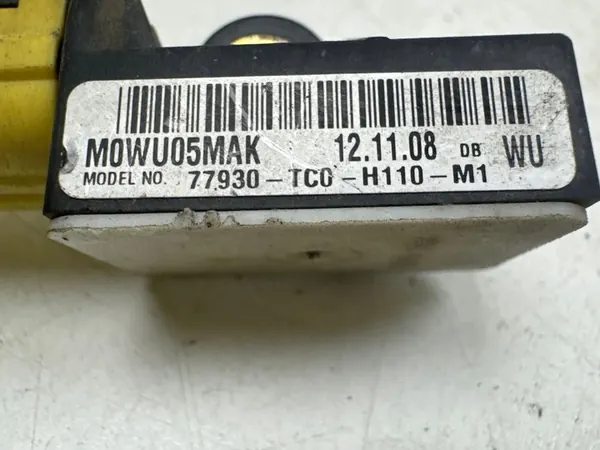 M0WU05MAK 12.11.08 DB WU
MODEL NO. 77930-TC0-H110-M1